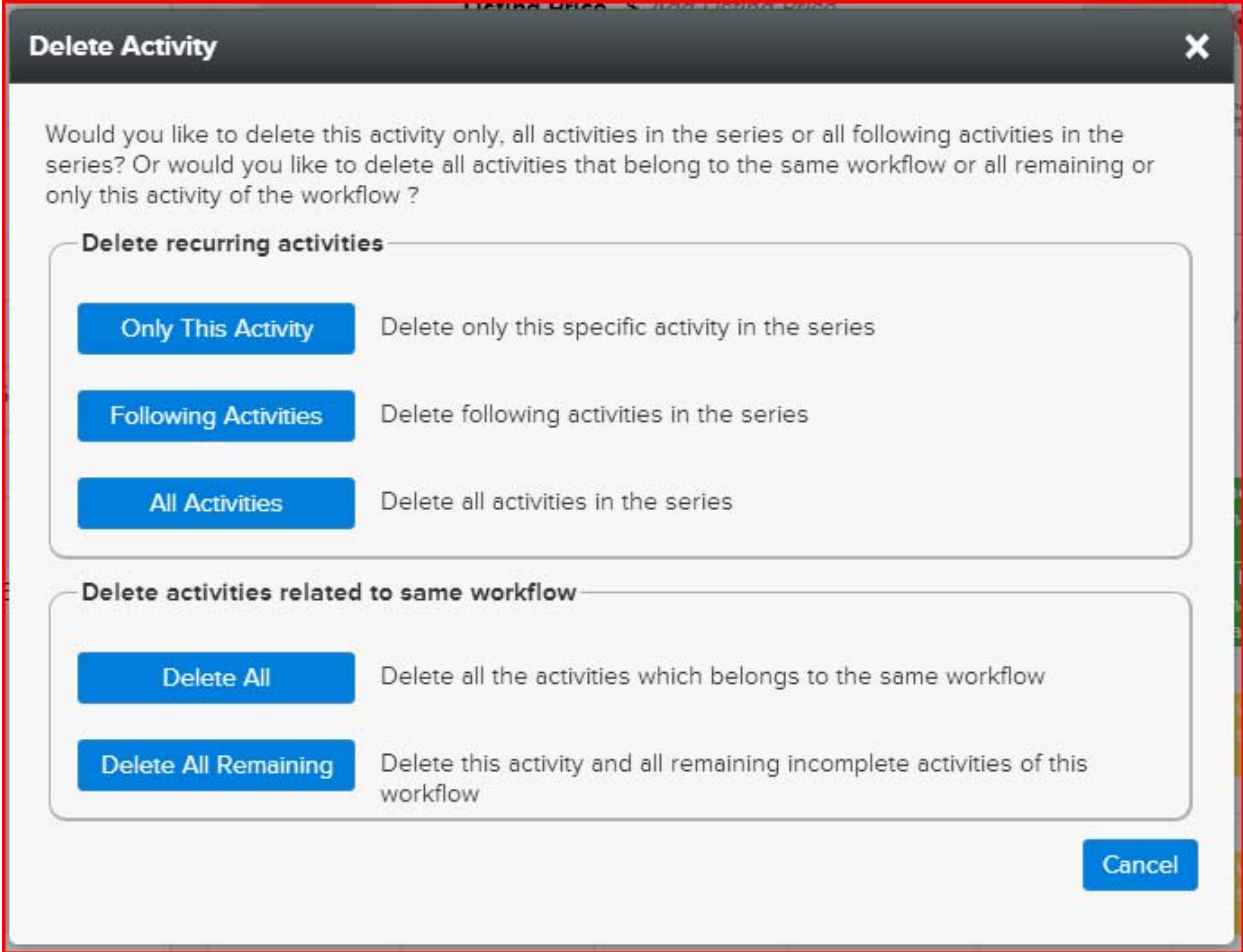 Delete Activity
Would you like to delete this activity only, all activities in the series or all following activities in the
series? Or would you like to delete all activities that belong to the same workflow or all remaining or
only this activity of the workflow ?
Delete recurring activities
Only This Activity Delete only this specific activity in the series
Following Activities Delete following activities in the series
All Activities Delete all activities in the series
Delete activities related to same workflow
Delete All Delete all the activities which belongs to the same workflow
Delete All Remaining Delete this activity and all remaining incomplete activities of this
workflow
Cancel